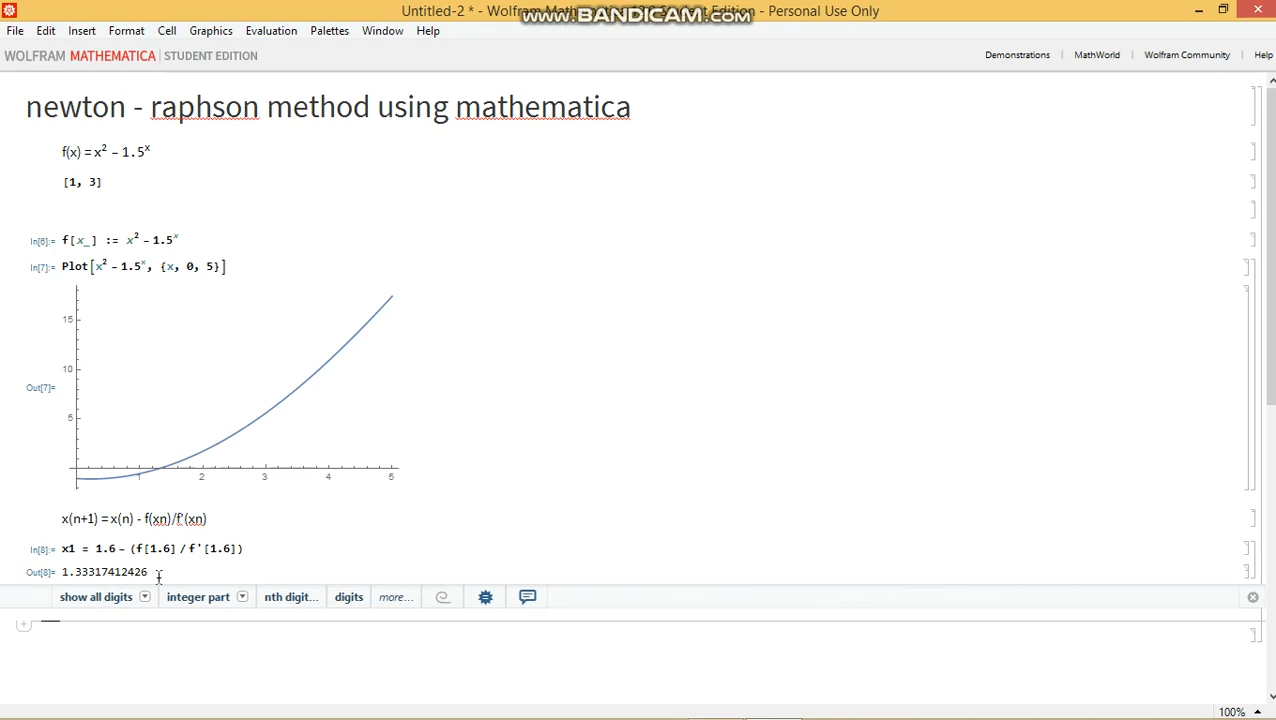 Untitled-2 * - Wolfram Mathematica Student Edition - Personal Use Only
www.BANDICAM.com
File Edit Insert Format Cell Graphics Evaluation Palettes Window Help
WOLFRAM MATHEMATICA STUDENT EDITION Demonstrations MathWorld Wolfram Community Help
newton - raphson method using mathematica
f(x) = x² – 1.5ˣ
[1, 3]
In[6]:= f[x_] := x² – 1.5ˣ
In[7]:= Plot[x² – 1.5ˣ, {x, 0, 5}]
15
10
5
Out[7]=
1 2 3 4 5
x(n+1) = x(n) - f(xn)/f'(xn)
In[8]:= x1 = 1.6 – (f[1.6] / f'[1.6])
Out[8]= 1.33317412426
show all digits integer part nth digit... digits more...
100%